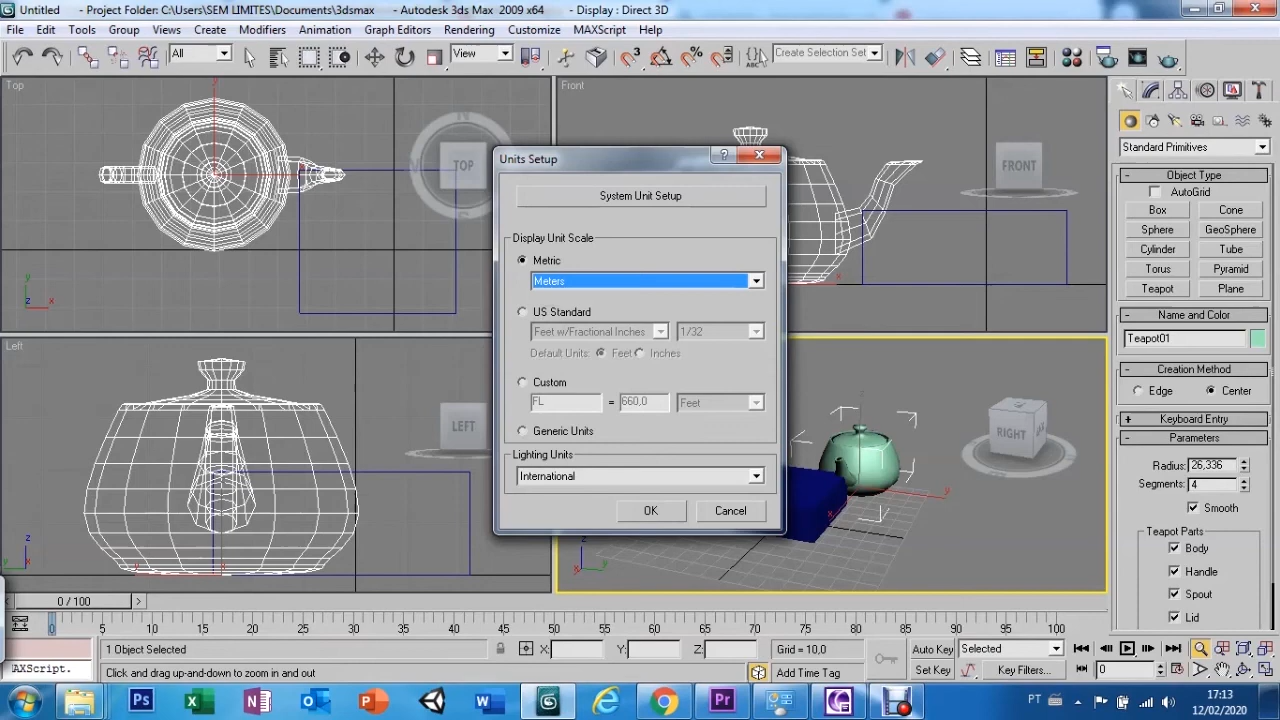 Untitled - Project Folder: C:\Users\SEM LIMITES\Documents\3dsmax - Autodesk 3ds Max 2009 x64 - Display : Direct 3D
File Edit Tools Group Views Create Modifiers Animation Graph Editors Rendering Customize MAXScript Help
All View 3 % ABC Create Selection Set
Top
N
TOP
Front
FRONT
Left
LEFT
RIGHT
Units Setup
?
System Unit Setup
Display Unit Scale
Metric
Meters
US Standard
Feet w/Fractional Inches 1/32
Default Units: Feet Inches
Custom
FL = 660,0 Feet
Generic Units
Lighting Units
International
OK Cancel
y
z x
x
z
y
x
x
y
x
z
y
x
Standard Primitives
- Object Type
AutoGrid
Box Cone
Sphere GeoSphere
Cylinder Tube
Torus Pyramid
Teapot Plane
- Name and Color
Teapot01
- Creation Method
Edge Center
+ Keyboard Entry
- Parameters
Radius: 26,336
Segments: 4
Smooth
Teapot Parts
Body
Handle
Spout
Lid
0 / 100 >
0 5 10 15 20 25 30 35 40 45 50 55 60 65 70 75 80 85 90 95 100
1 Object Selected X: Y: Z: Grid = 10,0 Auto Key Selected
AXScript. Click and drag up-and-down to zoom in and out Add Time Tag Set Key Key Filters... 0
Ps X N O P W e Pr PT
17:13
12/02/2020